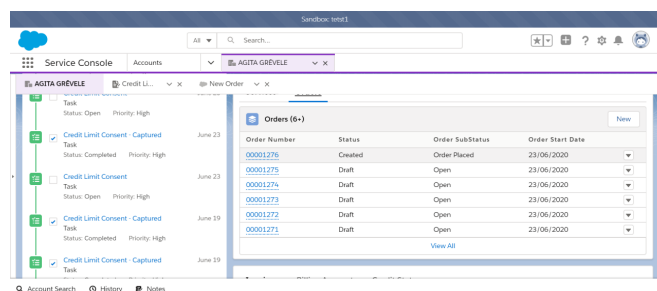 Sandbox: tetst1
All
Search...
Service Console
Accounts
AGITA GRĒVELE
AGITA GRĒVELE
Credit Li...
New Order
Task
Status: Open Priority: High
Credit Limit Consent - Captured June 23
Task
Status: Completed Priority: High
Credit Limit Consent June 23
Task
Status: Open Priority: High
Credit Limit Consent - Captured June 19
Task
Status: Completed Priority: High
Credit Limit Consent - Captured June 19
Task
Orders (6+)
New
Order Number Status Order SubStatus Order Start Date
00001276 Created Order Placed 23/06/2020
00001275 Draft Open 23/06/2020
00001274 Draft Open 23/06/2020
00001273 Draft Open 23/06/2020
00001272 Draft Open 23/06/2020
00001271 Draft Open 23/06/2020
View All
Account Search History Notes